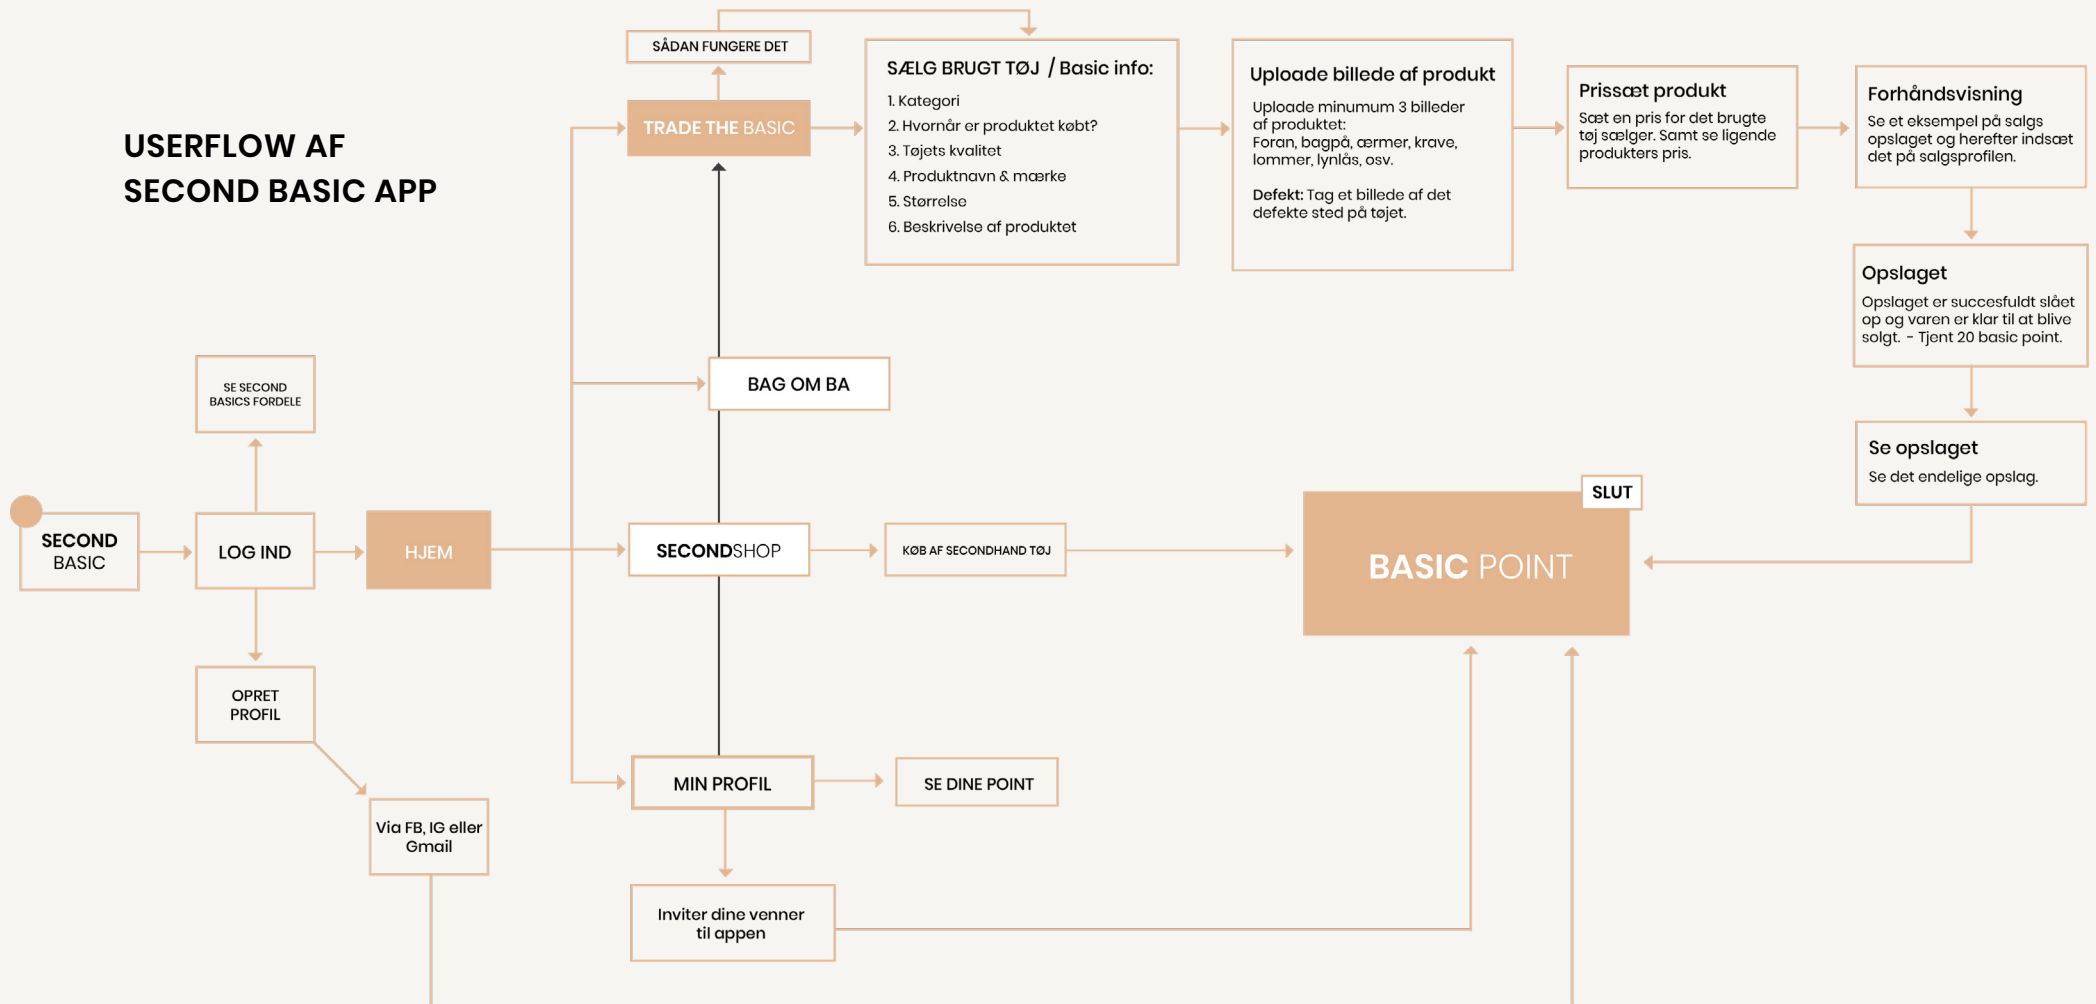 USERFLOW AF
SECOND BASIC APP
SECOND
BASIC
LOG IND
SE SECOND
BASICS FORDELE
OPRET
PROFIL
Via FB, IG eller
Gmail
HJEM
SÅDAN FUNGERE DET
TRADE THE BASIC
BAG OM BA
SECONDSHOP
KØB AF SECONDHAND TØJ
MIN PROFIL
SE DINE POINT
Inviter dine venner
til appen
SÆLG BRUGT TØJ / Basic info:
1. Kategori
2. Hvornår er produktet købt?
3. Tøjets kvalitet
4. Produktnavn & mærke
5. Størrelse
6. Beskrivelse af produktet
Uploade billede af produkt
Uploade minumum 3 billeder
af produktet:
Foran, bagpå, ærmer, krave,
lommer, lynlås, osv.
Defekt: Tag et billede af det
defekte sted på tøjet.
Prissæt produkt
Sæt en pris for det brugte
tøj sælger. Samt se ligende
produkters pris.
Forhåndsvisning
Se et eksempel på salgs
opslaget og herefter indsæt
det på salgsprofilen.
Opslaget
Opslaget er succesfuldt slået
op og varen er klar til at blive
solgt. - Tjent 20 basic point.
Se opslaget
Se det endelige opslag.
SLUT
BASIC POINT